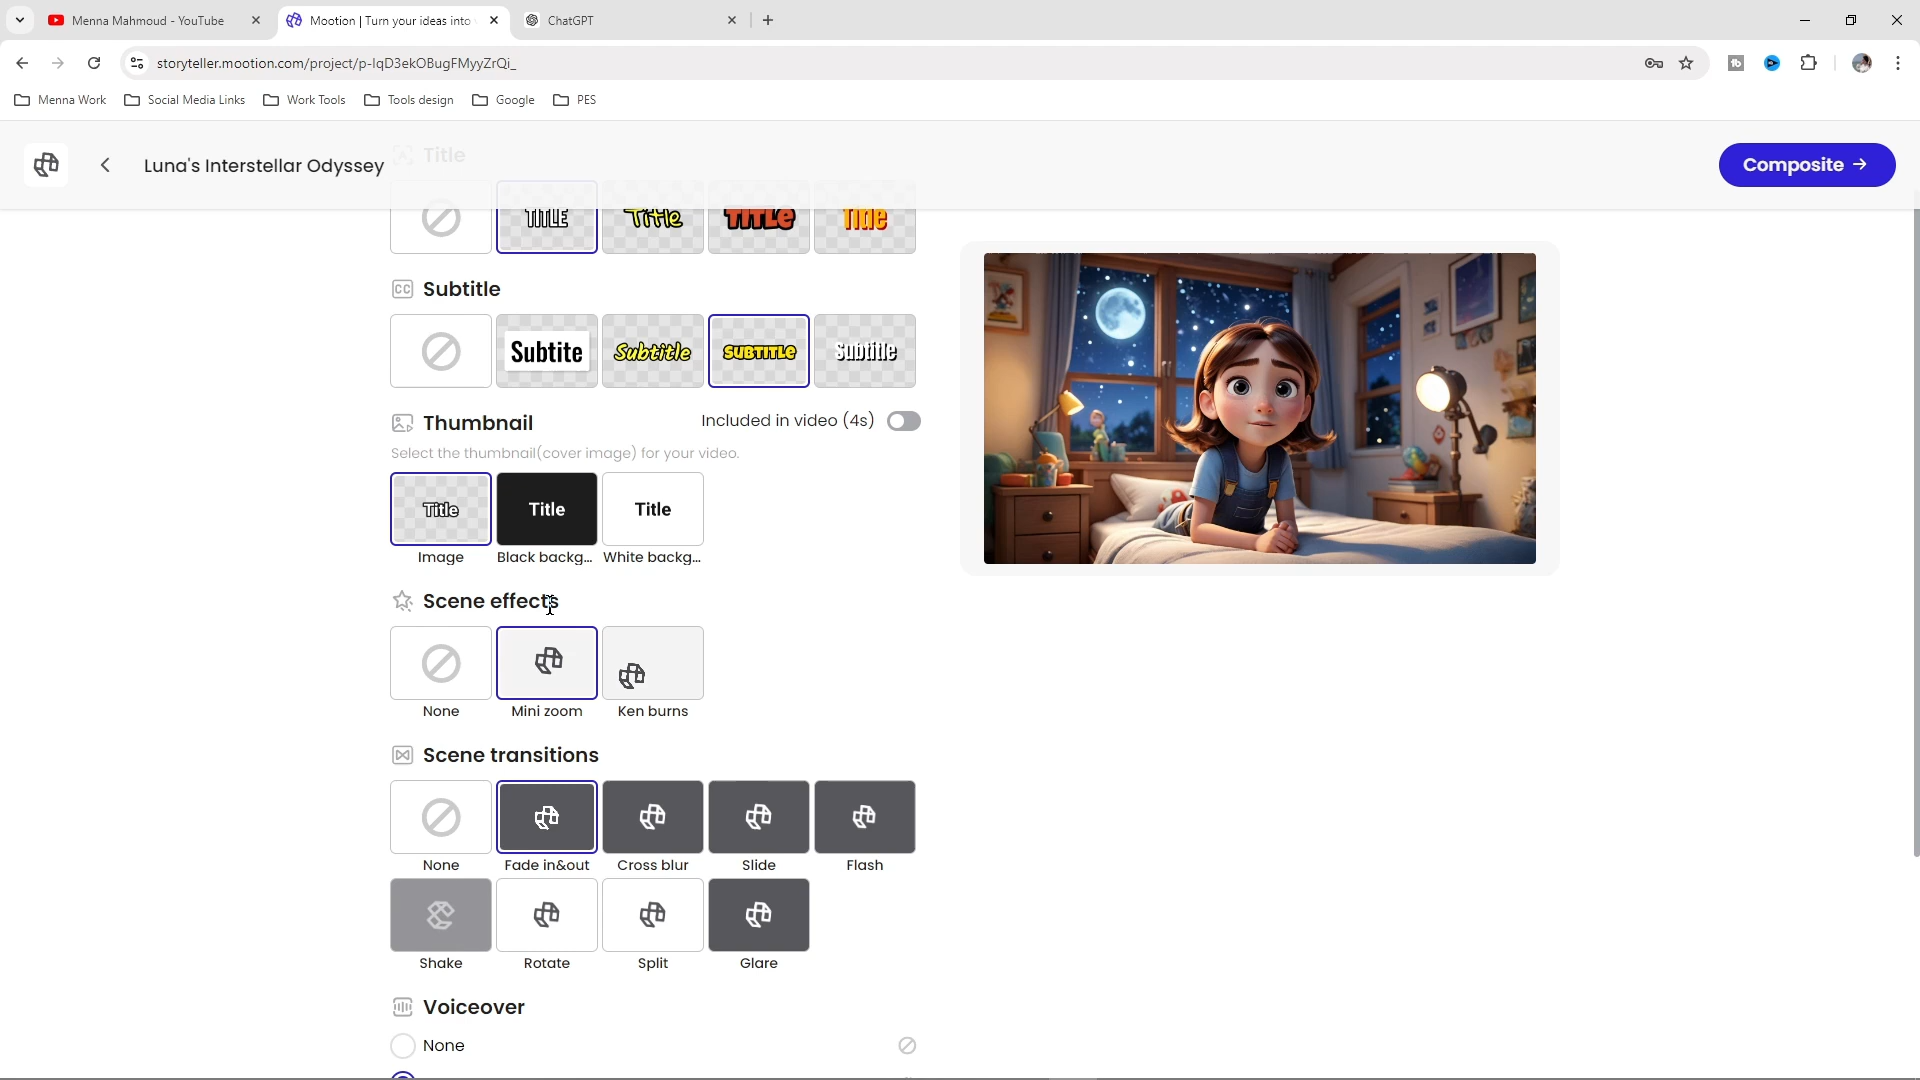 Menna Mahmoud - YouTube
Mootion | Turn your ideas into
ChatGPT
storyteller.mootion.com/project/p-lqD3ekOBugFMyyZrQi_
Menna Work
Social Media Links
Work Tools
Tools design
Google
PES
Luna's Interstellar Odyssey
Composite →
Title
TITLE Title TITLE Title
CC Subtitle
Subtite Subtitle SUBTITLE Subtitle
Thumbnail
Included in video (4s)
Select the thumbnail(cover image) for your video.
Title Title Title
Image Black backg... White backg...
Scene effects
None Mini zoom Ken burns
Scene transitions
None Fade in&out Cross blur Slide Flash
Shake Rotate Split Glare
Voiceover
None